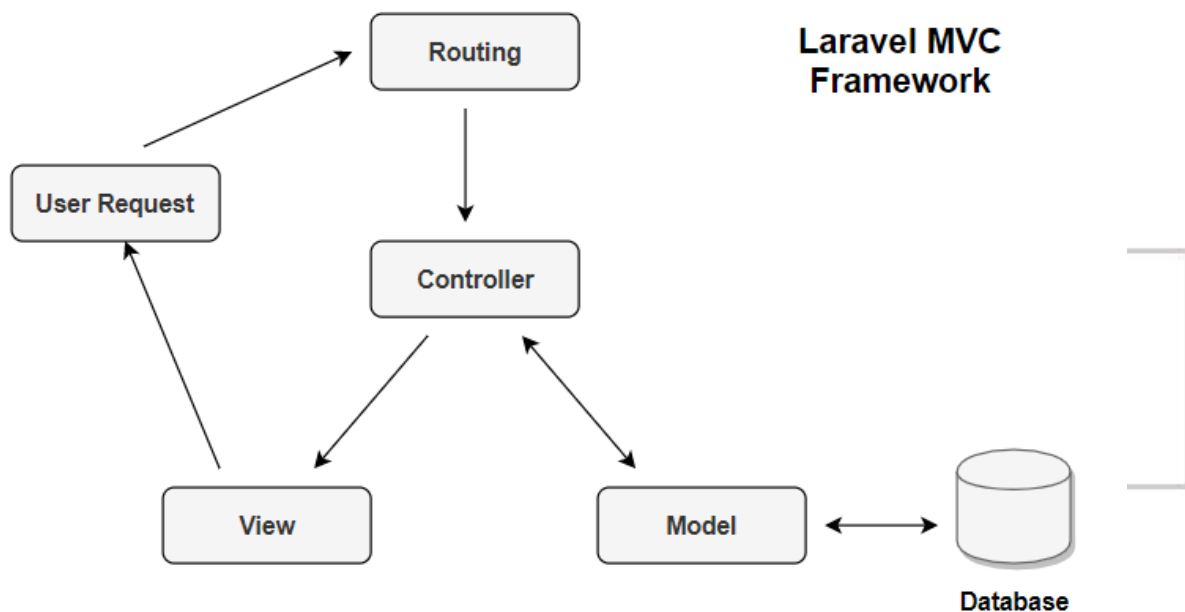 Laravel MVC
Framework
Routing
User Request
Controller
View
Model
Database